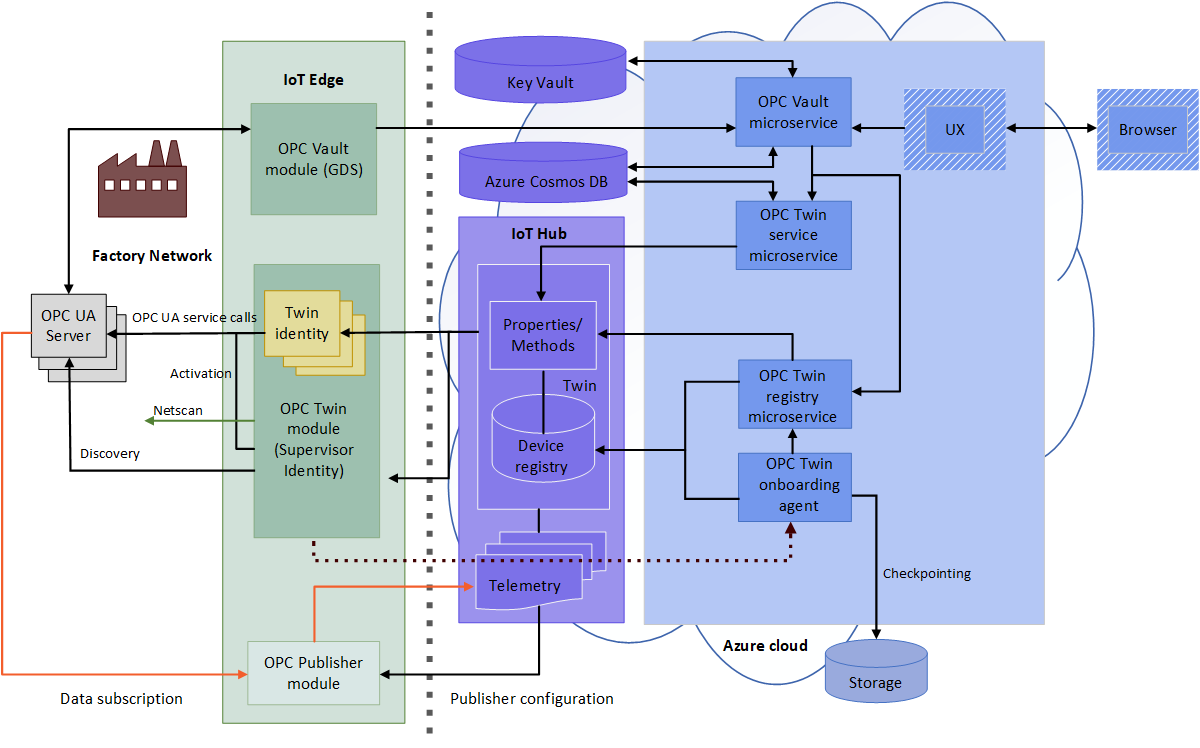 IoT Edge
Key Vault
OPC Vault
microservice
UX
Browser
OPC Vault
module (GDS)
Azure Cosmos DB
OPC Twin
service
microservice
IoT Hub
Factory Network
OPC UA
Server
OPC UA service calls
Twin
identity
Properties/
Methods
Activation
Twin
OPC Twin
registry
microservice
Netscan
OPC Twin
module
(Supervisor
Identity)
Discovery
Device
registry
OPC Twin
onboarding
agent
Checkpointing
Telemetry
Azure cloud
OPC Publisher
module
Storage
Data subscription
Publisher configuration